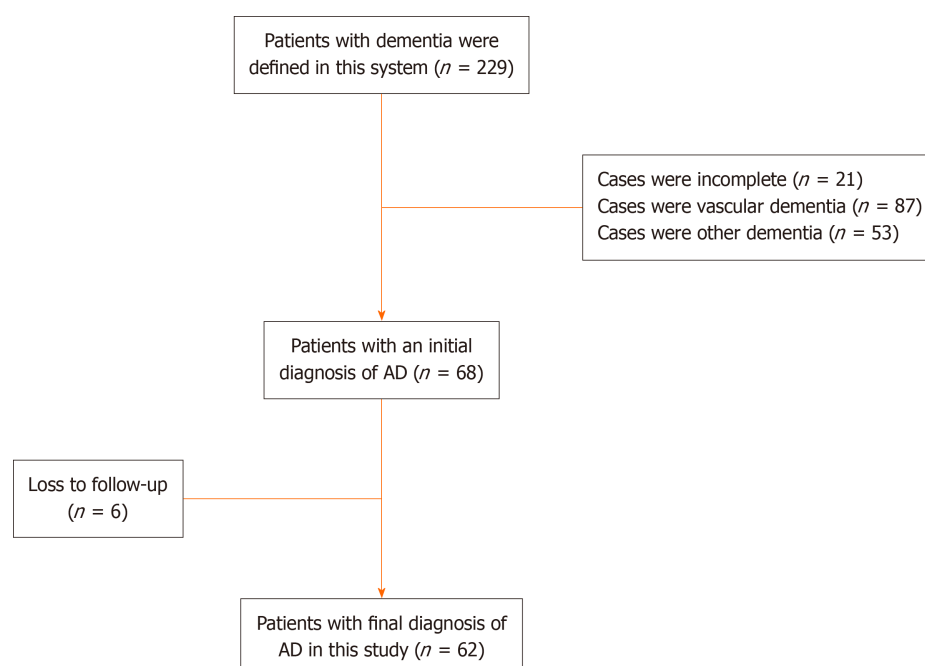 Patients with dementia were
defined in this system (n = 229)
Cases were incomplete (n = 21)
Cases were vascular dementia (n = 87)
Cases were other dementia (n = 53)
Patients with an initial
diagnosis of AD (n = 68)
Loss to follow-up
(n = 6)
Patients with final diagnosis of
AD in this study (n = 62)